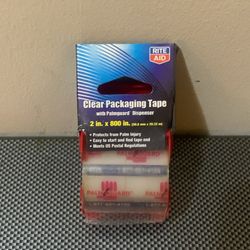 RITE
AID
Clear Packaging Tape
with Palmguard Dispenser
2 in. x 800 in.
• Protects from Palm Injury
• Easy to start and find tape end
• Meets US Postal Regulations
PALMGUARD